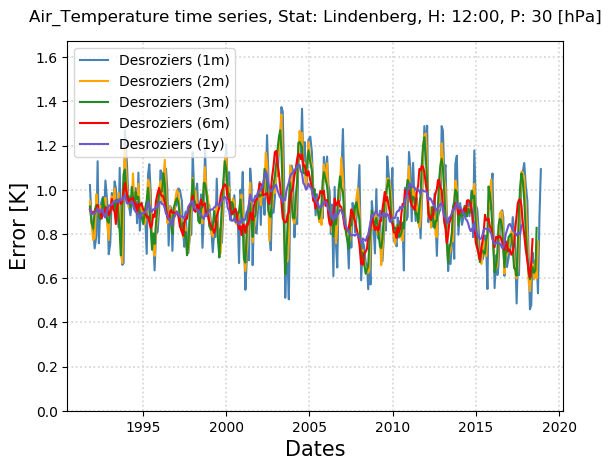 Air_Temperature time series, Stat: Lindenberg, H: 12:00, P: 30 [hPa]
1.6
1.4
1.2
1.0
0.8
0.6
0.4
0.2
0.0
Error [K]
Desroziers (1m)
Desroziers (2m)
Desroziers (3m)
Desroziers (6m)
Desroziers (1y)
1995 2000 2005 2010 2015 2020
Dates